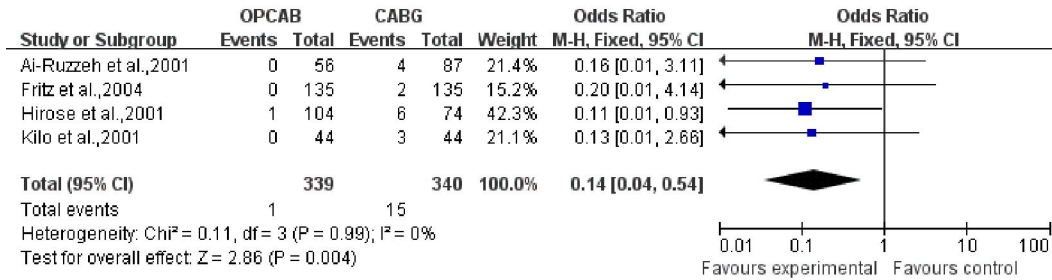 OPCAB CABG Odds Ratio Odds Ratio
Study or Subgroup Events Total Events Total Weight M-H, Fixed, 95% CI M-H, Fixed, 95% CI
Ai-Ruzzeh et al.,2001 0 56 4 87 21.4% 0.16 [0.01, 3.11]
Fritz et al.,2004 0 135 2 135 15.2% 0.20 [0.01, 4.14]
Hirose et al.,2001 1 104 6 74 42.3% 0.11 [0.01, 0.93]
Kilo et al.,2001 0 44 3 44 21.1% 0.13 [0.01, 2.66]
Total (95% CI) 339 340 100.0% 0.14 [0.04, 0.54]
Total events 1 15
Heterogeneity: Chi² = 0.11, df = 3 (P = 0.99); I² = 0%
Test for overall effect: Z = 2.86 (P = 0.004)
0.01 0.1 1 10 100
Favours experimental Favours control